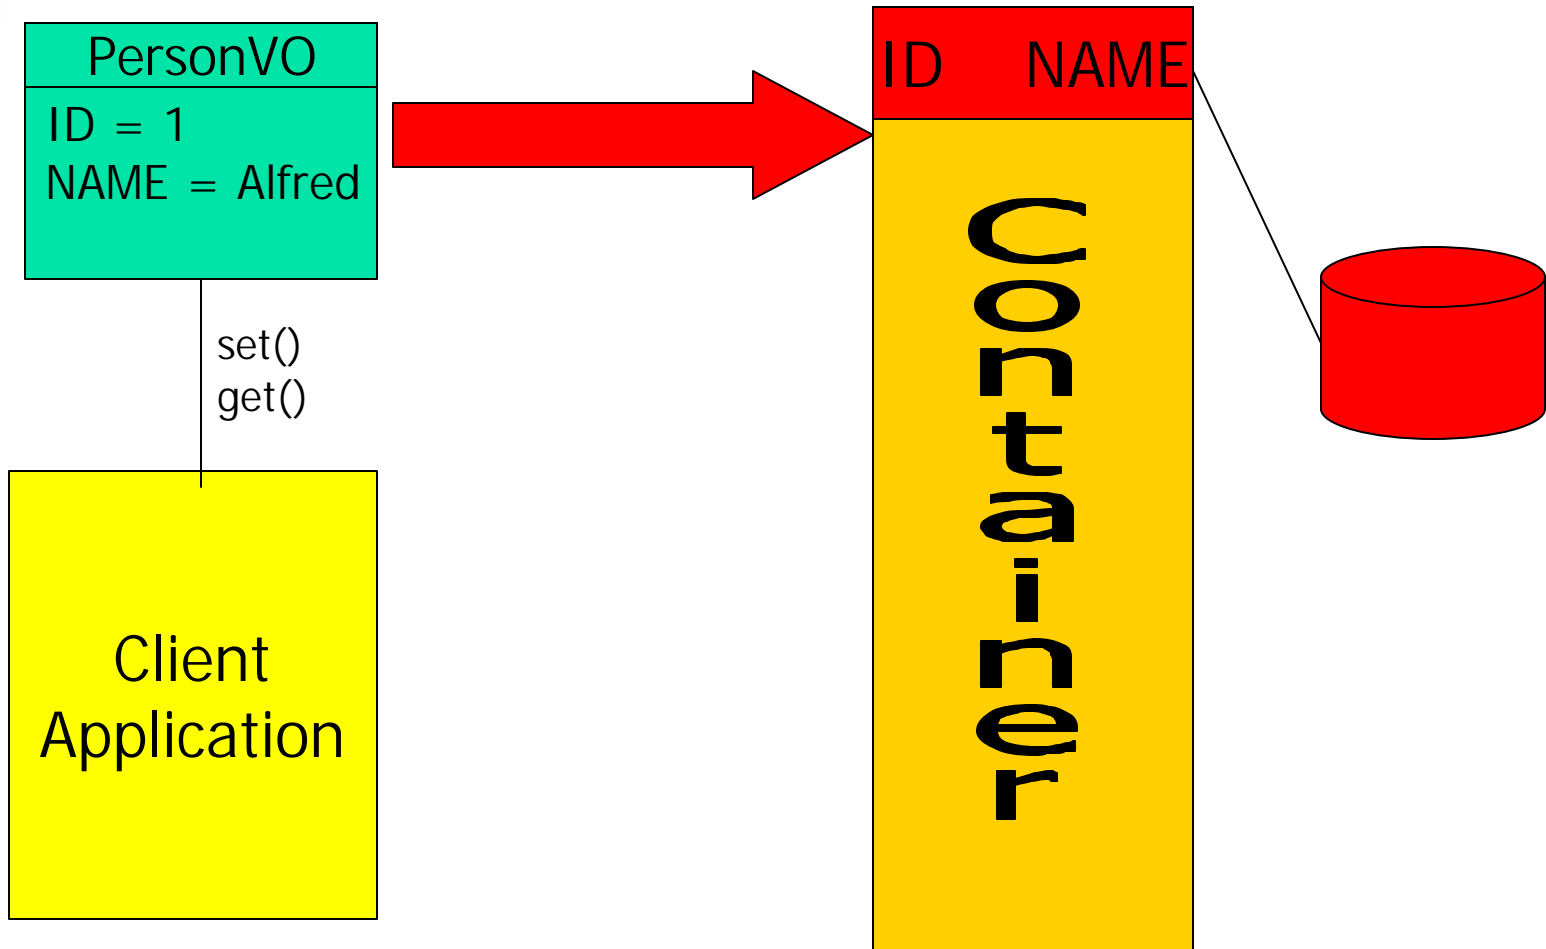 PersonVO
ID = 1
NAME = Alfred
set()
get()
Client
Application
ID NAME
Container